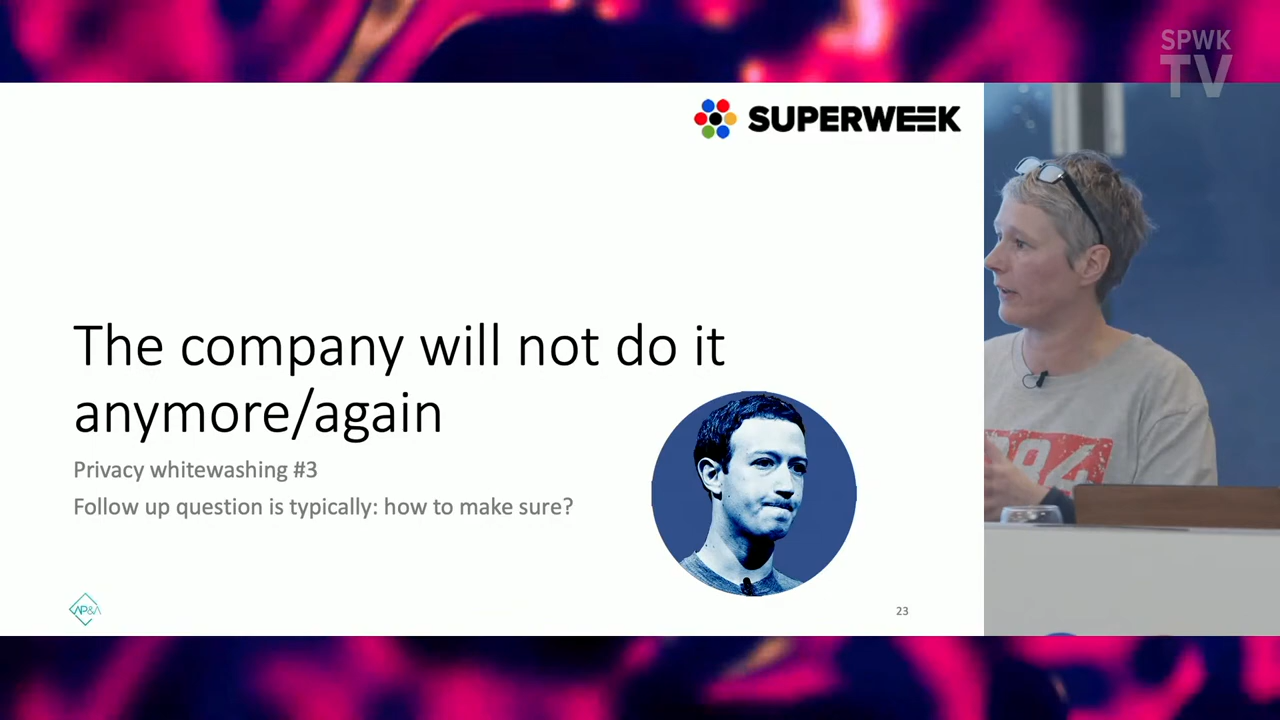 SPWK
TV
SUPERWEEK
The company will not do it
anymore/again
Privacy whitewashing #3
Follow up question is typically: how to make sure?
AP&A
23